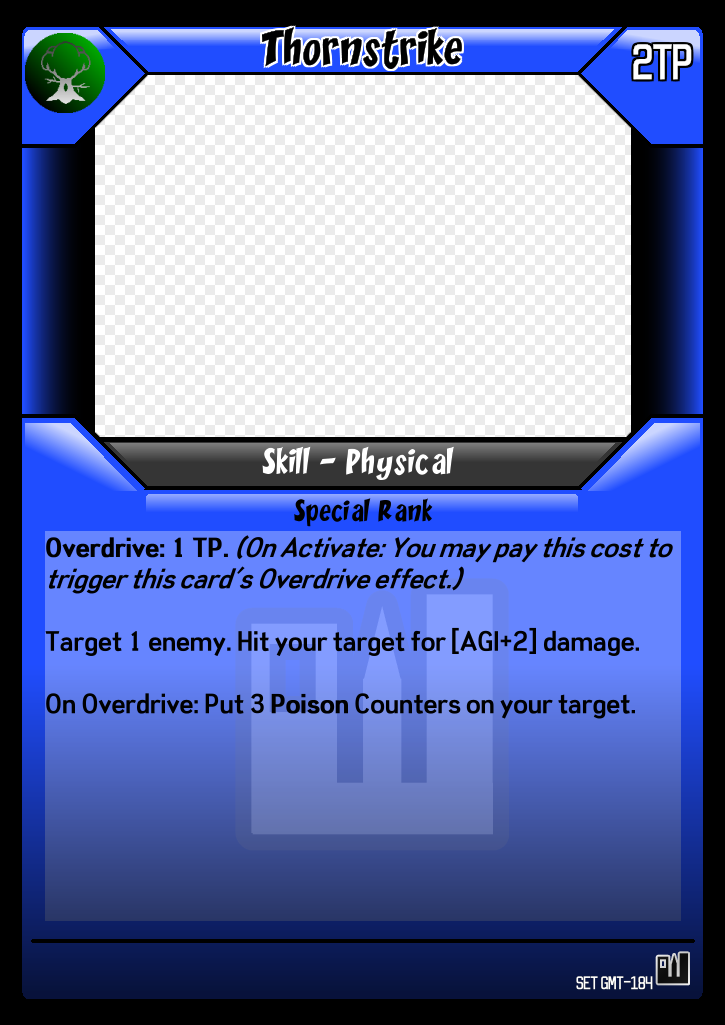 Thornstrike
2TP
Skill - Physical
Special Rank
Overdrive: 1 TP. (On Activate: You may pay this cost to
trigger this card's Overdrive effect.)
Target 1 enemy. Hit your target for [AGI+2] damage.
On Overdrive: Put 3 Poison Counters on your target.
SET GMT-184